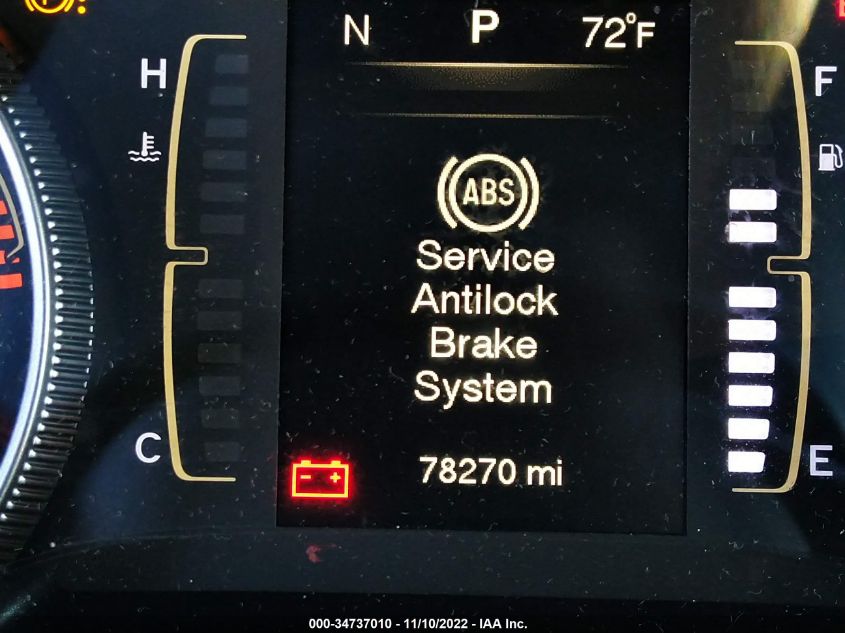 N P 72°F
H F
ABS
Service
Antilock
Brake
System
C E
78270 mi
000-34737010 - 11/10/2022 - IAA Inc.